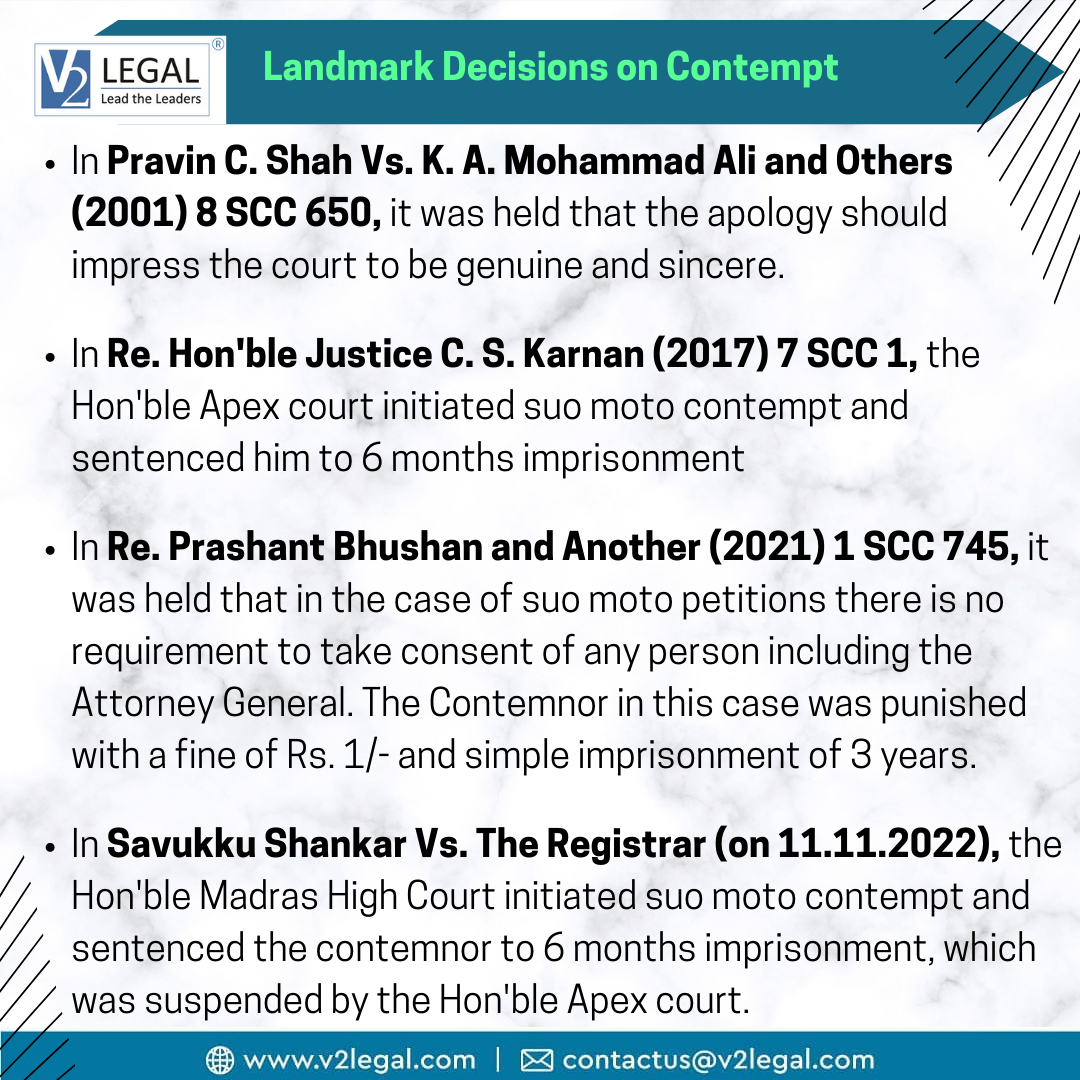 V2 LEGAL ®
Lead the Leaders
Landmark Decisions on Contempt
• In Pravin C. Shah Vs. K. A. Mohammad Ali and Others
(2001) 8 SCC 650, it was held that the apology should
impress the court to be genuine and sincere.
• In Re. Hon'ble Justice C. S. Karnan (2017) 7 SCC 1, the
Hon'ble Apex court initiated suo moto contempt and
sentenced him to 6 months imprisonment
• In Re. Prashant Bhushan and Another (2021) 1 SCC 745, it
was held that in the case of suo moto petitions there is no
requirement to take consent of any person including the
Attorney General. The Contemnor in this case was punished
with a fine of Rs. 1/- and simple imprisonment of 3 years.
• In Savukku Shankar Vs. The Registrar (on 11.11.2022), the
Hon'ble Madras High Court initiated suo moto contempt and
sentenced the contemnor to 6 months imprisonment, which
was suspended by the Hon'ble Apex court.
www.v2legal.com | contactus@v2legal.com